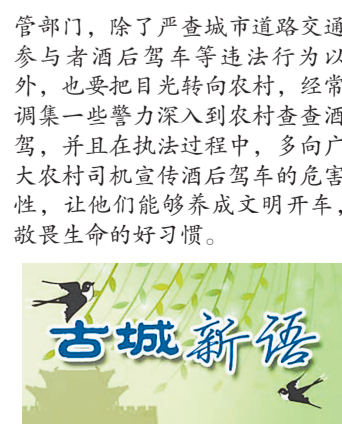 管部门，除了严查城市道路交通
参与者酒后驾车等违法行为以
外，也要把目光转向农村，经常
调集一些警力深入到农村查查酒
驾，并且在执法过程中，多向广
大农村司机宣传酒后驾车的危害
性，让他们能够养成文明开车，
敬畏生命的好习惯。
古城新语